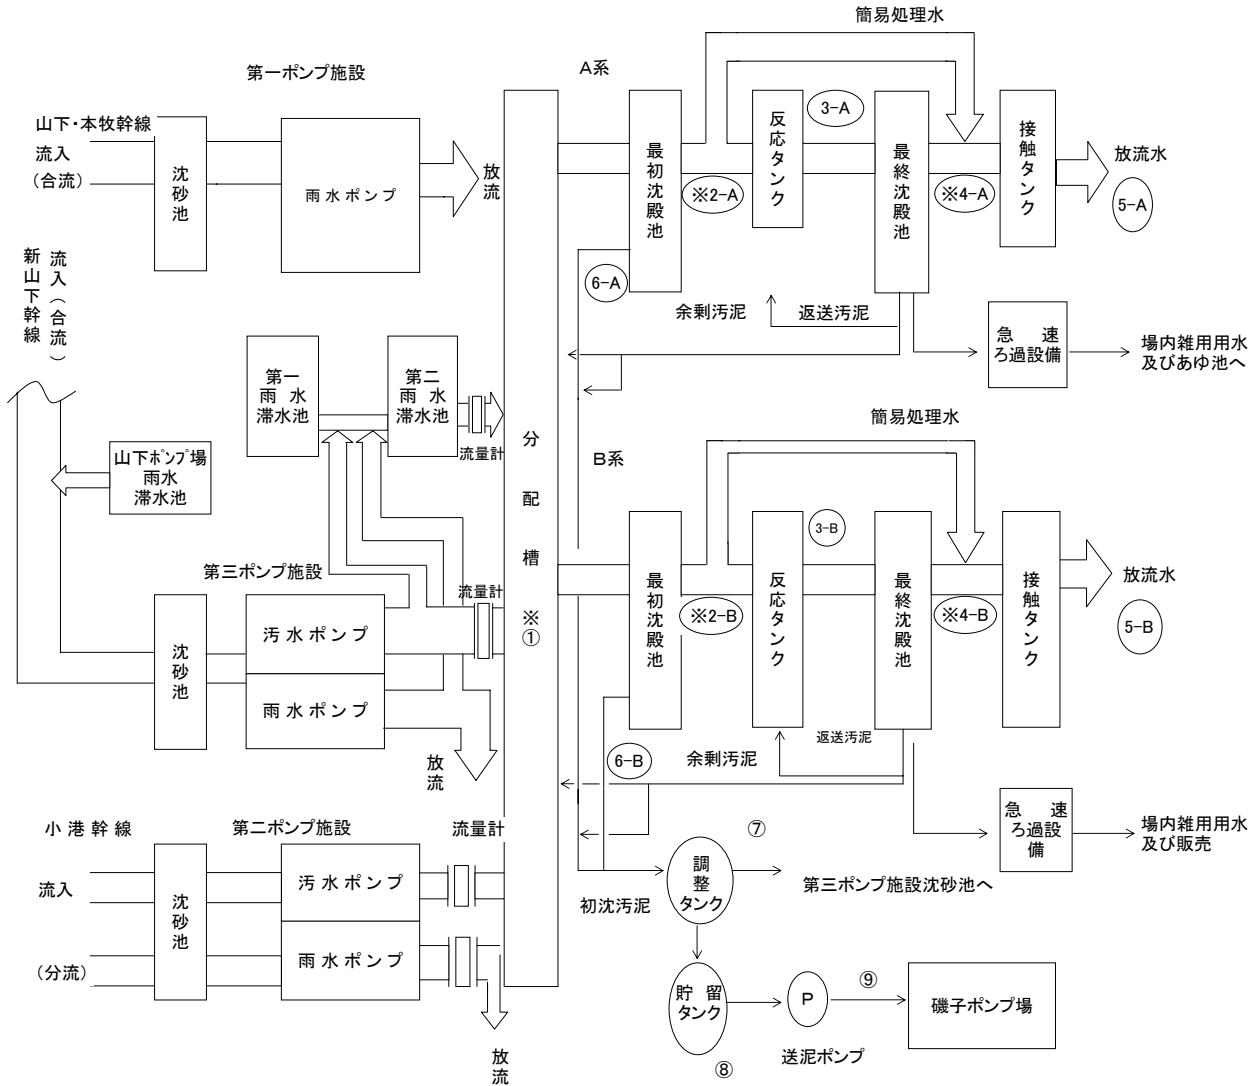 簡易処理水
第一ポンプ施設
A系
山下・本牧幹線
流入
(合流)
沈砂池
雨水ポンプ
放流
最初沈殿池
※2-A
反応タンク
3-A
最終沈殿池
※4-A
接触タンク
放流水
5-A
新山下幹線
流入(合流)
6-A
余剰汚泥
返送汚泥
急 速
ろ過設備
場内雑用用水
及びあゆ池へ
第一
雨 水
滞水池
第二
雨 水
滞水池
流量計
分配槽
※
①
簡易処理水
B系
山下ポンプ場
雨水
滞水池
第三ポンプ施設
流量計
沈砂池
汚水ポンプ
雨水ポンプ
放流
最初沈殿池
※2-B
反応タンク
3-B
最終沈殿池
※4-B
接触タンク
放流水
5-B
6-B
余剰汚泥
返送汚泥
急 速
ろ過設
備
場内雑用用水
及び販売
小港幹線
第二ポンプ施設
流量計
流入
(分流)
沈砂池
汚水ポンプ
雨水ポンプ
放流
初沈汚泥
調整
タンク
⑦
第三ポンプ施設沈砂池へ
貯 留
タンク
⑧
P
送泥ポンプ
⑨
磯子ポンプ場